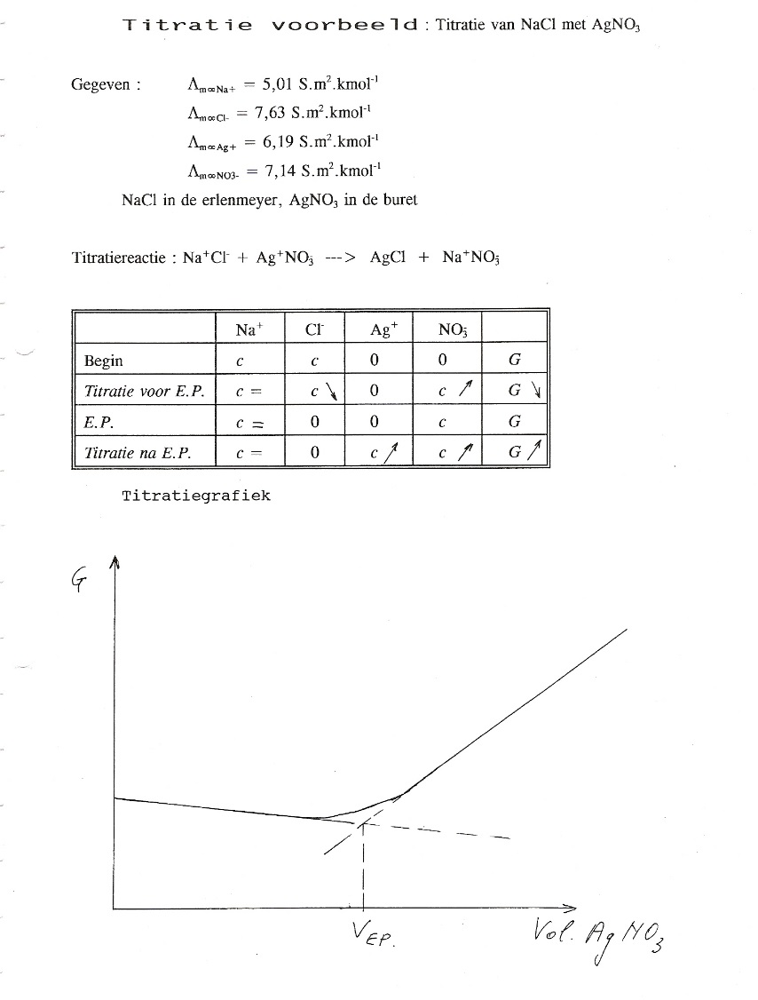 Titratie voorbeeld : Titratie van NaCl met AgNO₃
Gegeven : Λm∞Na+ = 5,01 S.m².kmol⁻¹
Λm∞Cl- = 7,63 S.m².kmol⁻¹
Λm∞Ag+ = 6,19 S.m².kmol⁻¹
Λm∞NO3- = 7,14 S.m².kmol⁻¹
NaCl in de erlenmeyer, AgNO₃ in de buret
Titratiereactie : Na⁺Cl⁻ + Ag⁺NO₃⁻ ---> AgCl + Na⁺NO₃⁻
Na⁺ Cl⁻ Ag⁺ NO₃⁻
Begin c c 0 0 G
Titratie voor E.P. c = c ↘ 0 c ↗ G ↘
E.P. c = 0 0 c G
Titratie na E.P. c = 0 c ↗ c ↗ G ↗
Titratiegrafiek
G
V EP.
Vol. AgNO₃